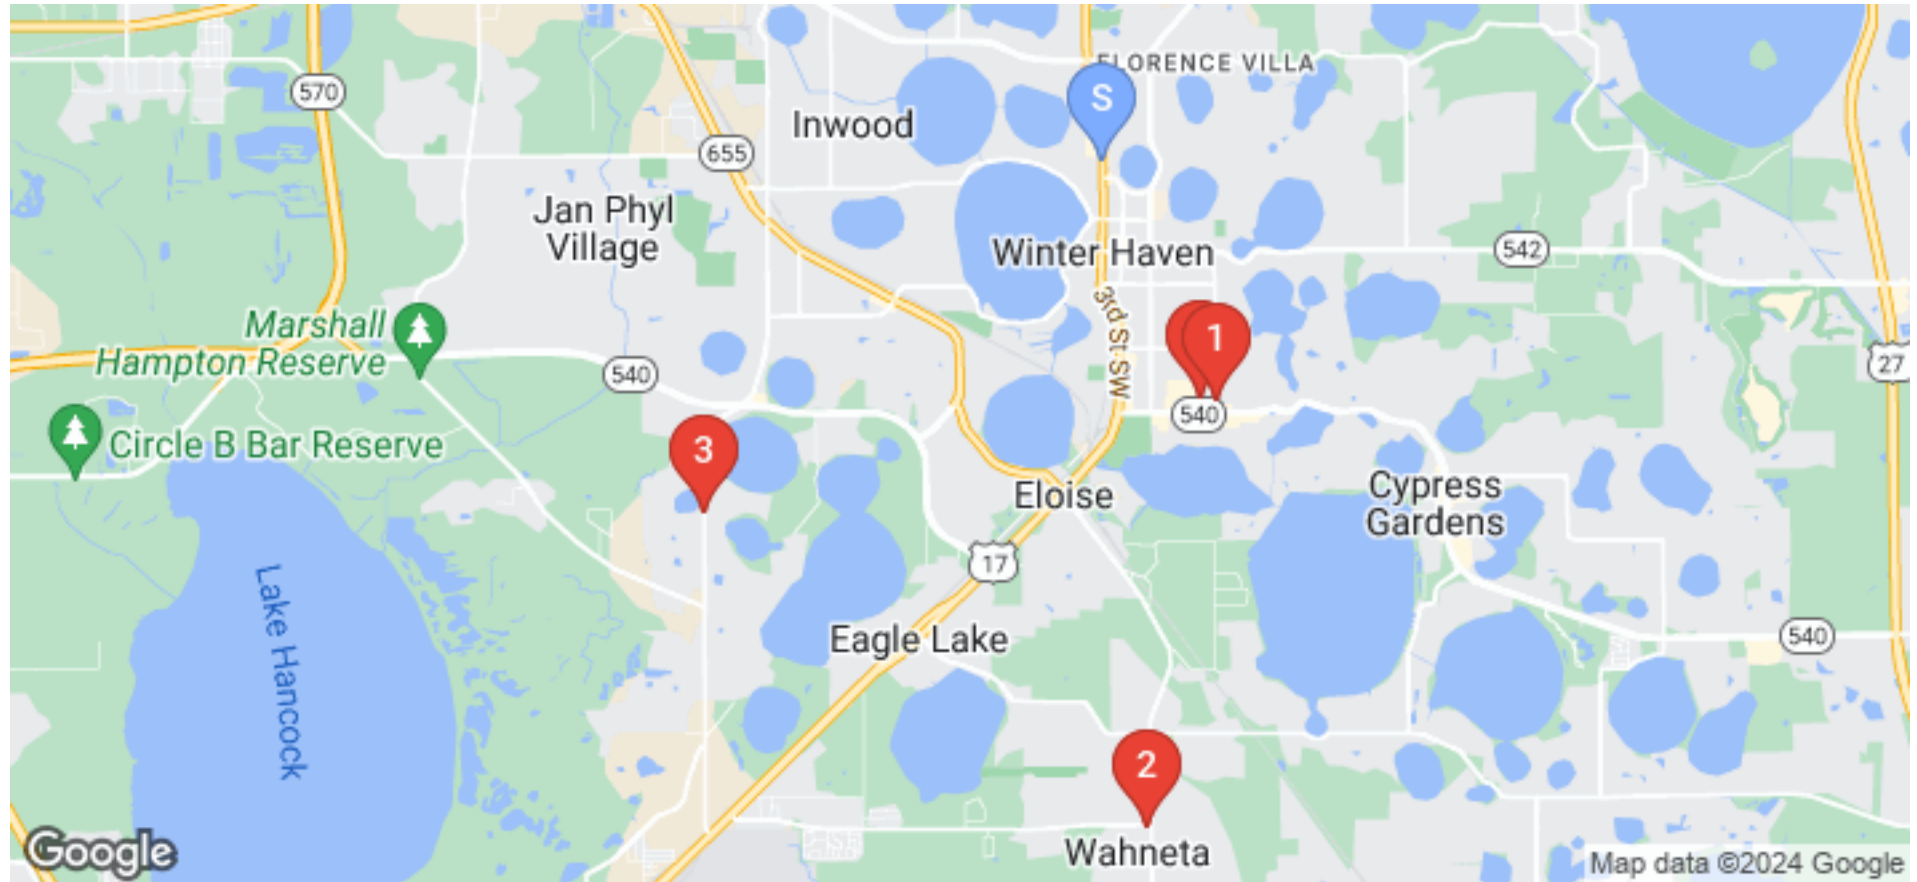 FLORENCE VILLA
570
S
Inwood
655
Jan Phyl
Village
Winter Haven
542
3rd St SW
Marshall
Hampton Reserve
1
27
540
540
Circle B Bar Reserve
3
Eloise
Cypress
Gardens
17
Lake Hancock
Eagle Lake
540
2
Wahneta
Google
Map data ©2024 Google